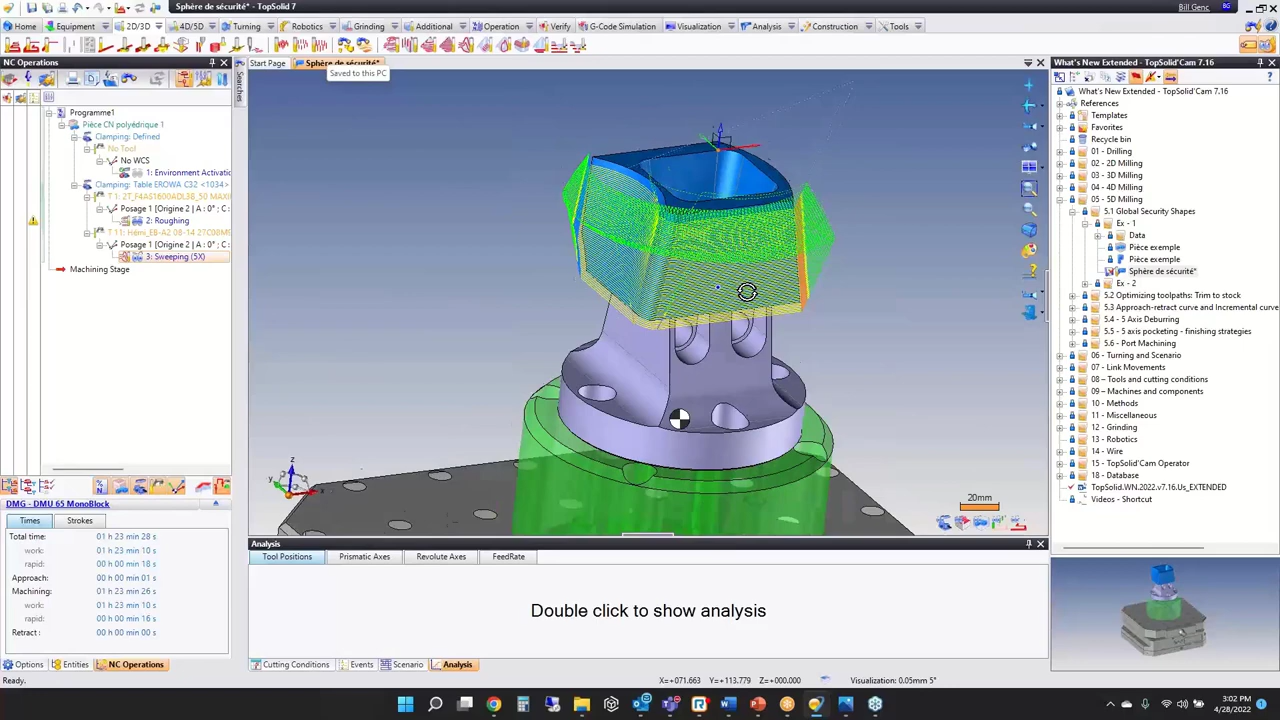 Sphère de sécurité* - TopSolid 7
Bill Genc
Home
Equipment
2D/3D
4D/5D
Turning
Robotics
Grinding
Additional
Operation
Verify
G-Code Simulation
Visualization
Analysis
Construction
Tools
NC Operations
Start Page
Sphère de sécurité*
Saved to this PC
Searchs
Programme1
Pièce CN polyédrique 1
Clamping: Defined
No Tool
No WCS
1: Environment Activation
Clamping: Table EROWA C32 <1034>
T 1: 2T_F4AS1600ADL38_50 MAXI
Posage 1 [Origine 2 | A : 0° ; C :
2: Roughing
T 11: Hémi_EB-A2 08-14 27C08M
Posage 1 [Origine 2 | A : 0° ; C :
3: Sweeping (5X)
Machining Stage
DMG - DMU 65 MonoBlock
Times
Strokes
Total time: 01 h 23 min 28 s
work: 01 h 23 min 10 s
rapid: 00 h 00 min 18 s
Approach: 00 h 00 min 01 s
Machining: 01 h 23 min 26 s
work: 01 h 23 min 10 s
rapid: 00 h 00 min 16 s
Retract : 00 h 00 min 00 s
Options
Entities
NC Operations
Ready.
z
y
x
20mm
Analysis
Tool Positions
Prismatic Axes
Revolute Axes
FeedRate
Double click to show analysis
Cutting Conditions
Events
Scenario
Analysis
X=+071.663 Y=+113.779 Z=+000.000
Visualization: 0.05mm 5°
What's New Extended - TopSolid'Cam 7.16
What's New Extended - TopSolid'Cam 7.16
References
Templates
Favorites
Recycle bin
01 - Drilling
02 - 2D Milling
03 - 3D Milling
04 - 4D Milling
05 - 5D Milling
5.1 Global Security Shapes
Ex - 1
Data
Pièce exemple
Pièce exemple
Sphère de sécurité*
Ex - 2
5.2 Optimizing toolpaths: Trim to stock
5.3 Approach-retract curve and Incremental curve
5.4 - 5 Axis Deburring
5.5 - 5 axis pocketing - finishing strategies
5.6 - Port Machining
06 - Turning and Scenario
07 - Link Movements
08 – Tools and cutting conditions
09 – Machines and components
10 - Methods
11 - Miscellaneous
12 - Grinding
13 - Robotics
14 - Wire
15 - TopSolid'Cam Operator
18 - Database
TopSolid.WN.2022.v7.16.Us_EXTENDED
Videos - Shortcut
3:02 PM
4/28/2022